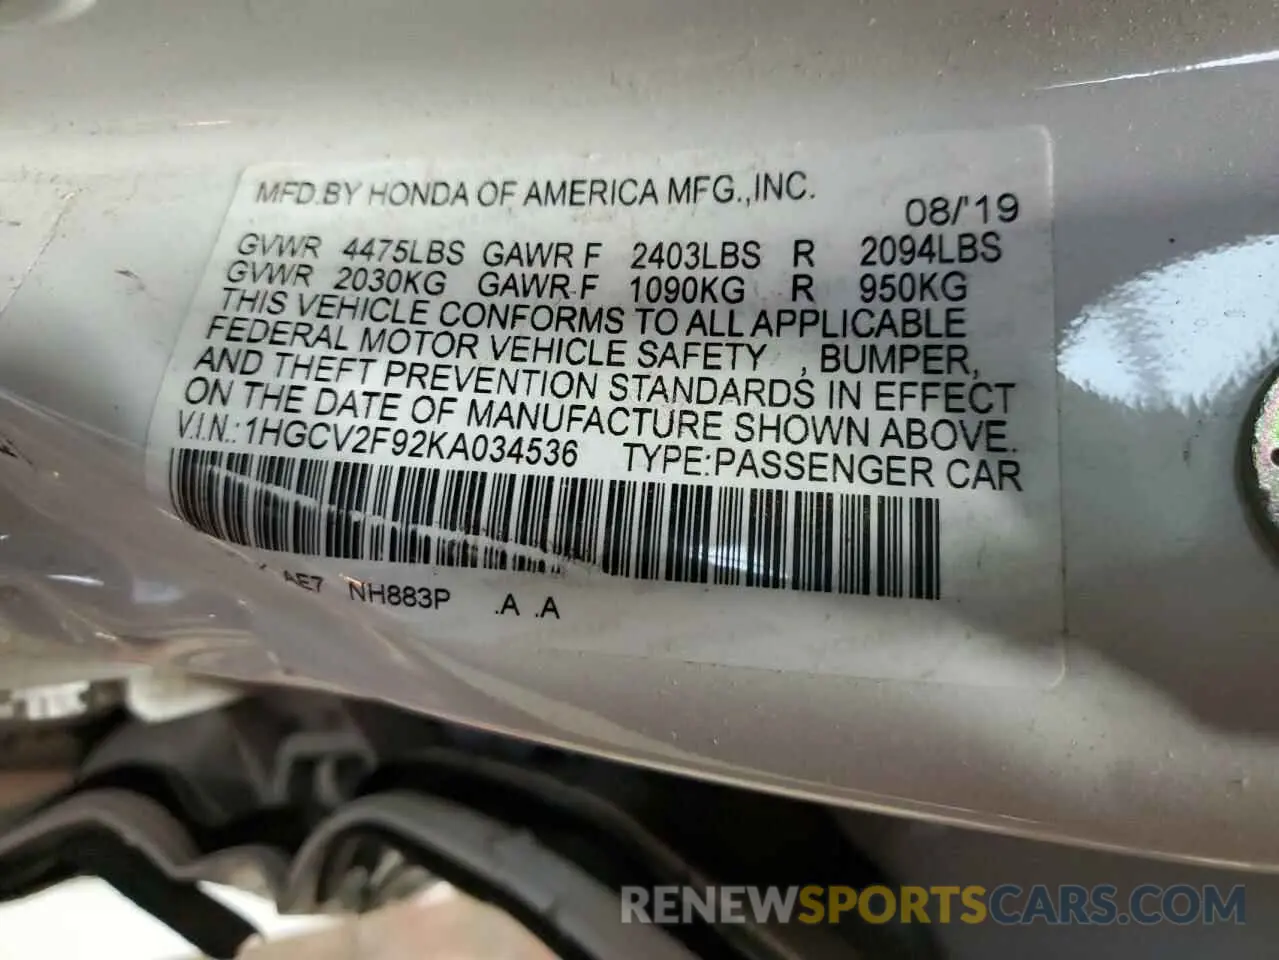 MFD.BY HONDA OF AMERICA MFG.,INC.
08/'19
GVWR 4475LBS GAWR F 2403LBS R 2094LBS
GVWR 2030KG GAWR F 1090KG R 950KG
THIS VEHICLE CONFORMS TO ALL APPLICABLE
FEDERAL MOTOR VEHICLE SAFETY , BUMPER,
AND THEFT PREVENTION STANDARDS IN EFFECT
ON THE DATE OF MANUFACTURE SHOWN ABOVE.
V.I.N.: 1HGCV2F92KA034536 TYPE:PASSENGER CAR
AE7 NH883P .A .A
RENEWSPORTSCARS.COM